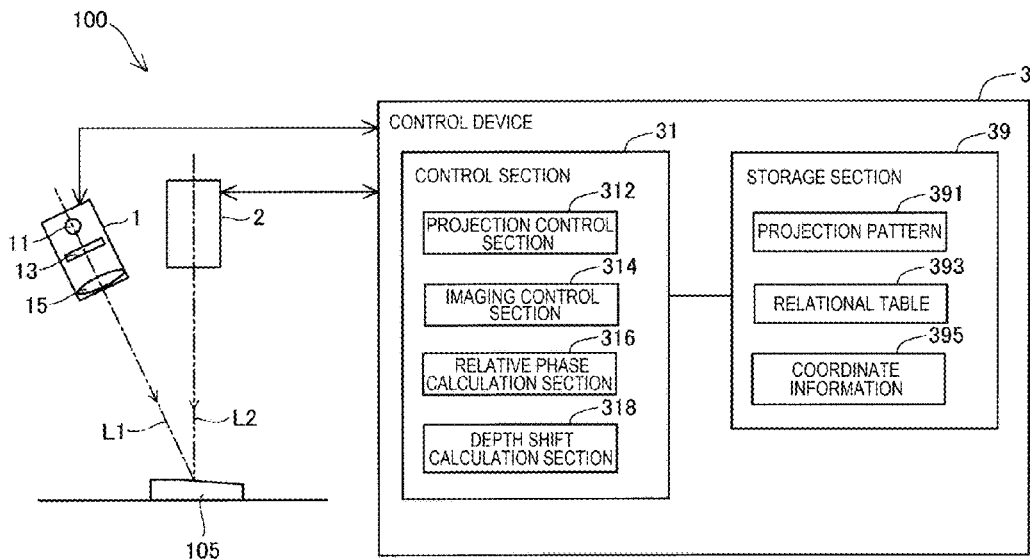 100
3
CONTROL DEVICE
31
39
CONTROL SECTION
STORAGE SECTION
1
2
11
13
15
312
PROJECTION CONTROL
SECTION
391
PROJECTION PATTERN
314
IMAGING CONTROL
SECTION
393
RELATIONAL TABLE
316
RELATIVE PHASE
CALCULATION SECTION
395
COORDINATE
INFORMATION
318
DEPTH SHIFT
CALCULATION SECTION
L1
L2
105